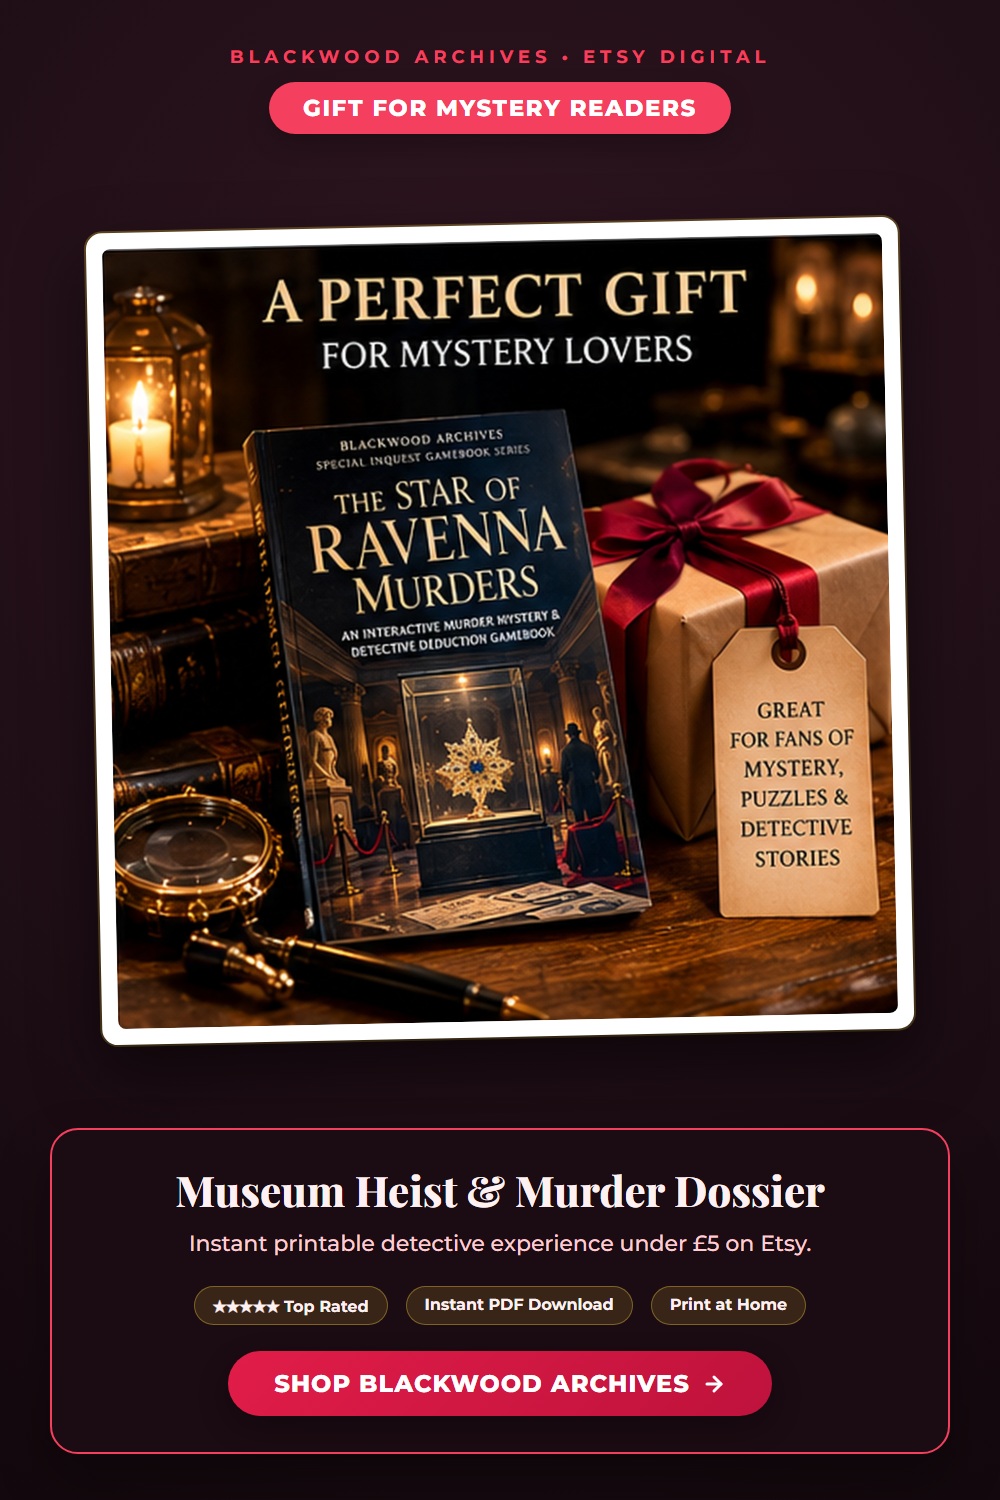 BLACKWOOD ARCHIVES • ETSY DIGITAL
GIFT FOR MYSTERY READERS
A PERFECT GIFT
FOR MYSTERY LOVERS
BLACKWOOD ARCHIVES
SPECIAL INQUEST GAMEBOOK SERIES
THE STAR OF
RAVENNA
MURDERS
AN INTERACTIVE MURDER MYSTERY &
DETECTIVE DEDUCTION GAMEBOOK
GREAT
FOR FANS OF
MYSTERY,
PUZZLES &
DETECTIVE
STORIES
Museum Heist & Murder Dossier
Instant printable detective experience under £5 on Etsy.
★★★★★ Top Rated
Instant PDF Download
Print at Home
SHOP BLACKWOOD ARCHIVES →